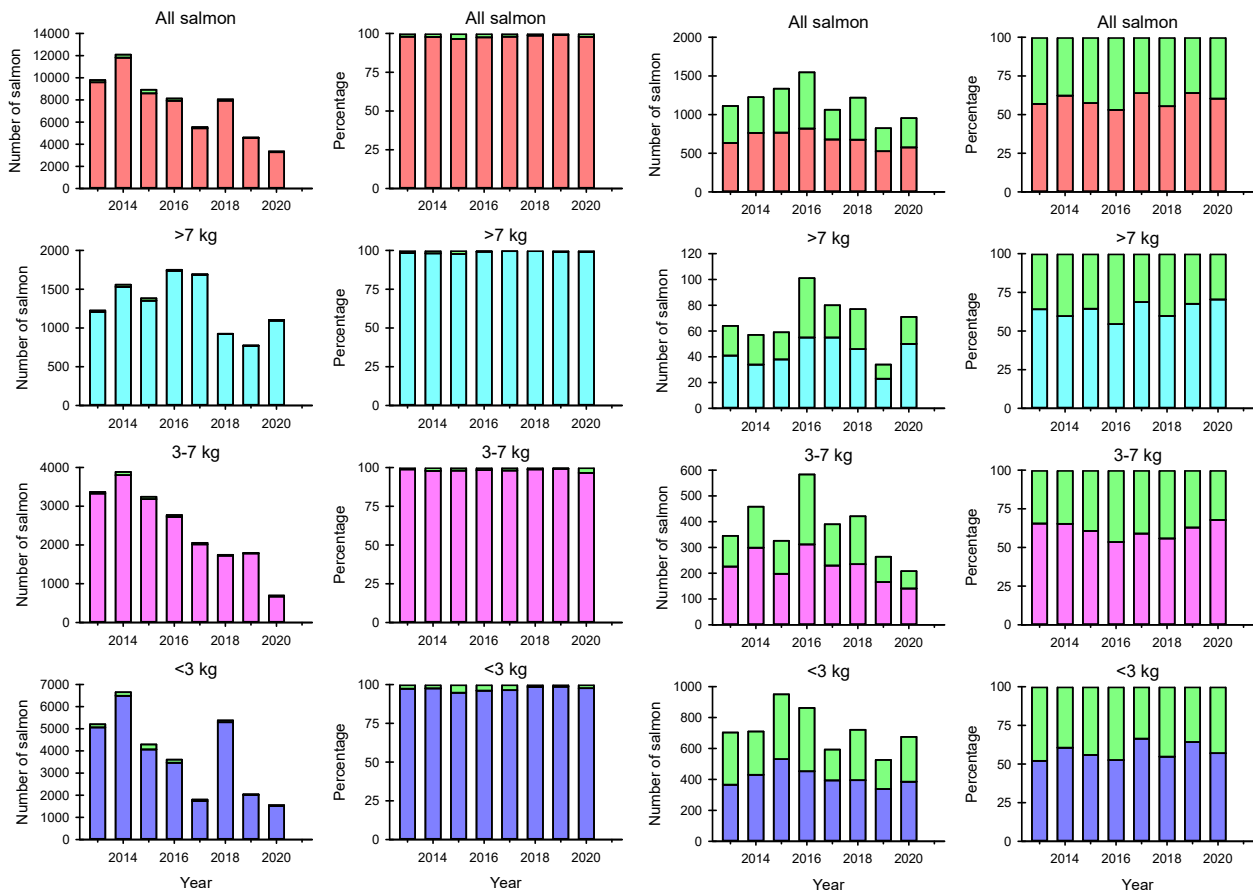 All salmon
Number of salmon
14000
12000
10000
8000
6000
4000
2000
0
2014 2016 2018 2020
All salmon
Percentage
100
75
50
25
0
2014 2016 2018 2020
All salmon
Number of salmon
2000
1500
1000
500
0
2014 2016 2018 2020
All salmon
Percentage
100
75
50
25
0
2014 2016 2018 2020
>7 kg
Number of salmon
2000
1500
1000
500
0
2014 2016 2018 2020
>7 kg
Percentage
100
75
50
25
0
2014 2016 2018 2020
>7 kg
Number of salmon
120
100
80
60
40
20
0
2014 2016 2018 2020
>7 kg
Percentage
100
75
50
25
0
2014 2016 2018 2020
3-7 kg
Number of salmon
4000
3000
2000
1000
0
2014 2016 2018 2020
3-7 kg
Percentage
100
75
50
25
0
2014 2016 2018 2020
3-7 kg
Number of salmon
600
500
400
300
200
100
0
2014 2016 2018 2020
3-7 kg
Percentage
100
75
50
25
0
2014 2016 2018 2020
<3 kg
Number of salmon
7000
6000
5000
4000
3000
2000
1000
0
2014 2016 2018 2020
Year
<3 kg
Percentage
100
75
50
25
0
2014 2016 2018 2020
Year
<3 kg
Number of salmon
1000
800
600
400
200
0
2014 2016 2018 2020
Year
<3 kg
Percentage
100
75
50
25
0
2014 2016 2018 2020
Year